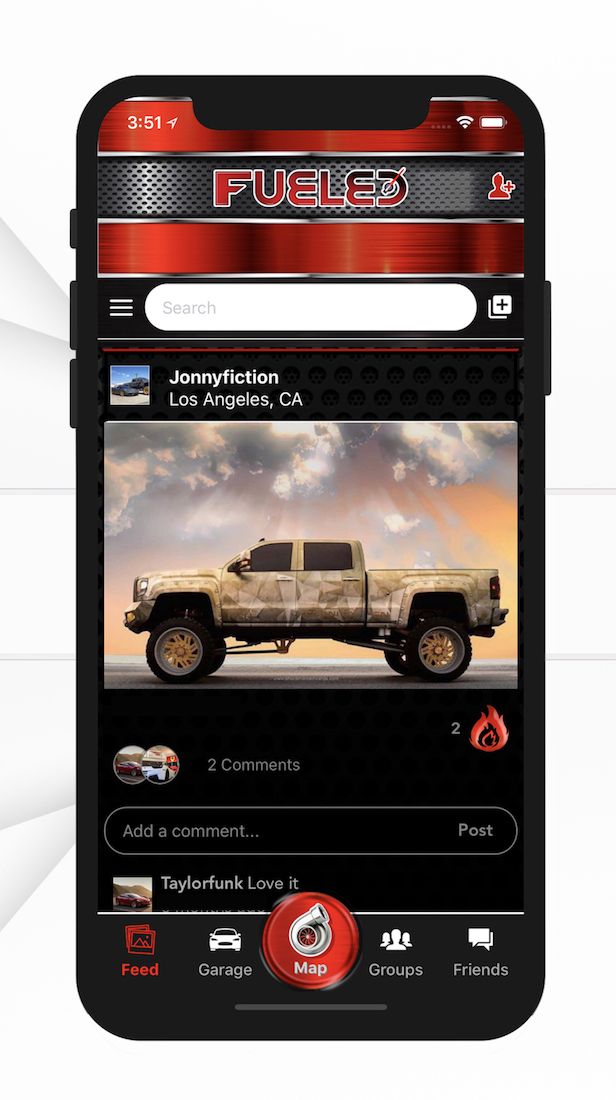 3:51
FUELED
Search
Jonnyfiction
Los Angeles, CA
2
2 Comments
Add a comment... Post
Taylorfunk Love it
Feed Garage Map Groups Friends